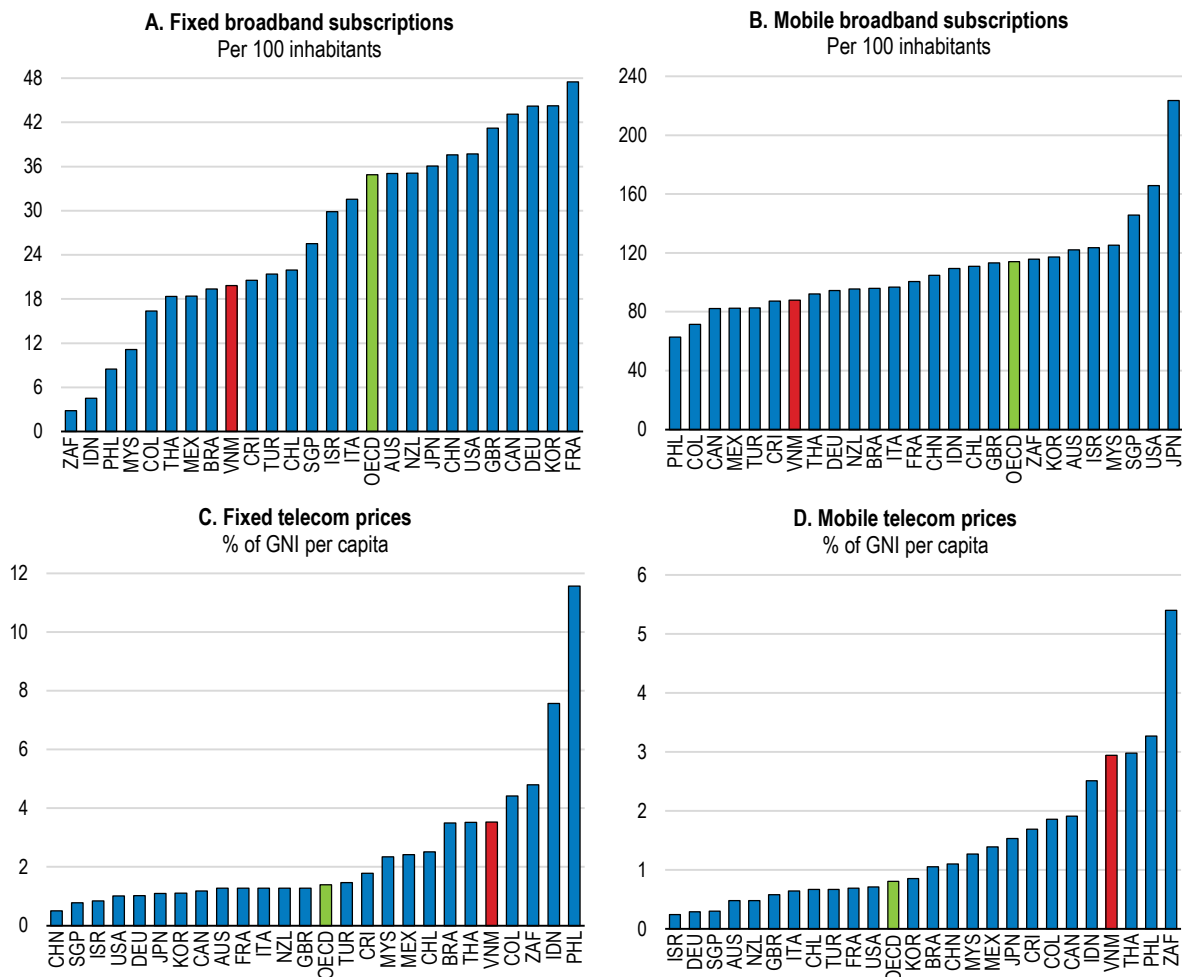 A. Fixed broadband subscriptions
Per 100 inhabitants
48
42
36
30
24
18
12
6
0
ZAF IDN PHL MYS COL THA MEX BRA VNM CRI TUR CHL SGP ISR ITA OECD AUS NZL JPN CHN USA GBR CAN DEU KOR FRA
B. Mobile broadband subscriptions
Per 100 inhabitants
240
200
160
120
80
40
0
PHL COL CAN MEX TUR CRI VNM THA DEU NZL BRA ITA FRA CHN IDN CHL GBR OECD ZAF KOR AUS ISR MYS SGP USA JPN
C. Fixed telecom prices
% of GNI per capita
12
10
8
6
4
2
0
CHN SGP ISR USA DEU JPN KOR CAN AUS FRA ITA NZL GBR OECD TUR CRI MYS MEX CHL BRA THA VNM COL ZAF IDN PHL
D. Mobile telecom prices
% of GNI per capita
6
5
4
3
2
1
0
ISR DEU SGP AUS NZL GBR ITA CHL TUR FRA USA OECD KOR BRA CHN MYS MEX JPN CRI COL CAN IDN VNM THA PHL ZAF